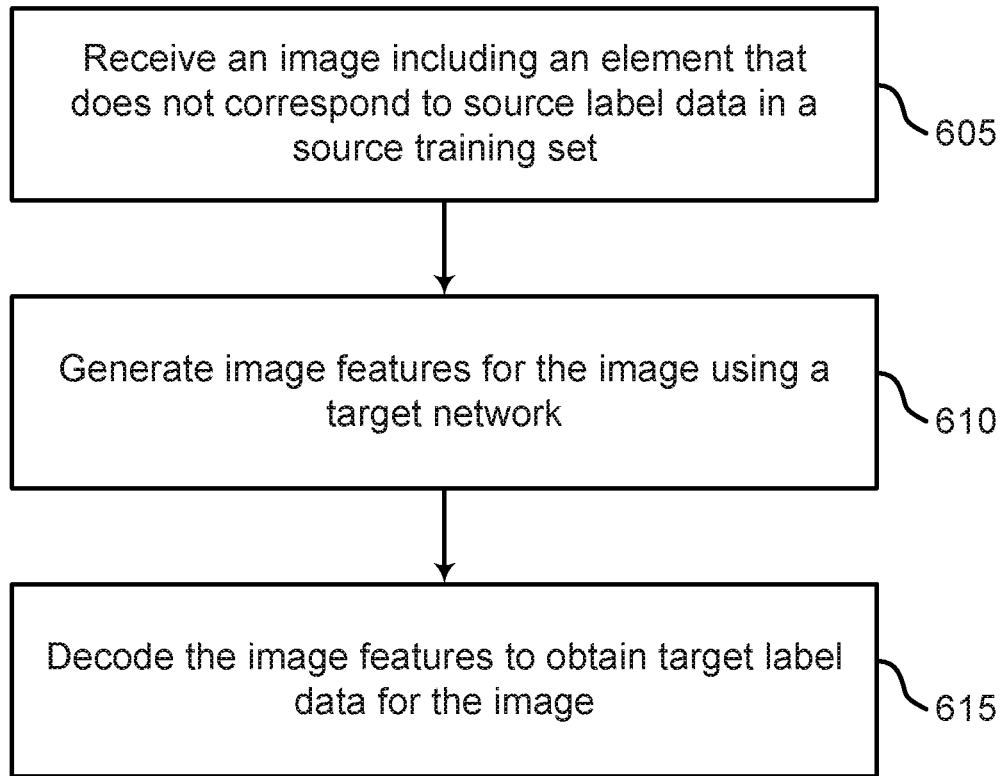 Receive an image including an element that
does not correspond to source label data in a
source training set
605
Generate image features for the image using a
target network
610
Decode the image features to obtain target label
data for the image
615